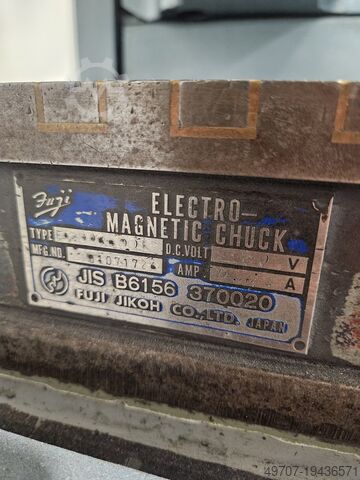 Fuji
ELECTRO-
MAGNETIC CHUCK
TYPE
D.C.VOLT V
MFG.NO. AMP. A
JIS B6156 370020
FUJI JIKOH CO.,LTD. JAPAN
49707-19436571